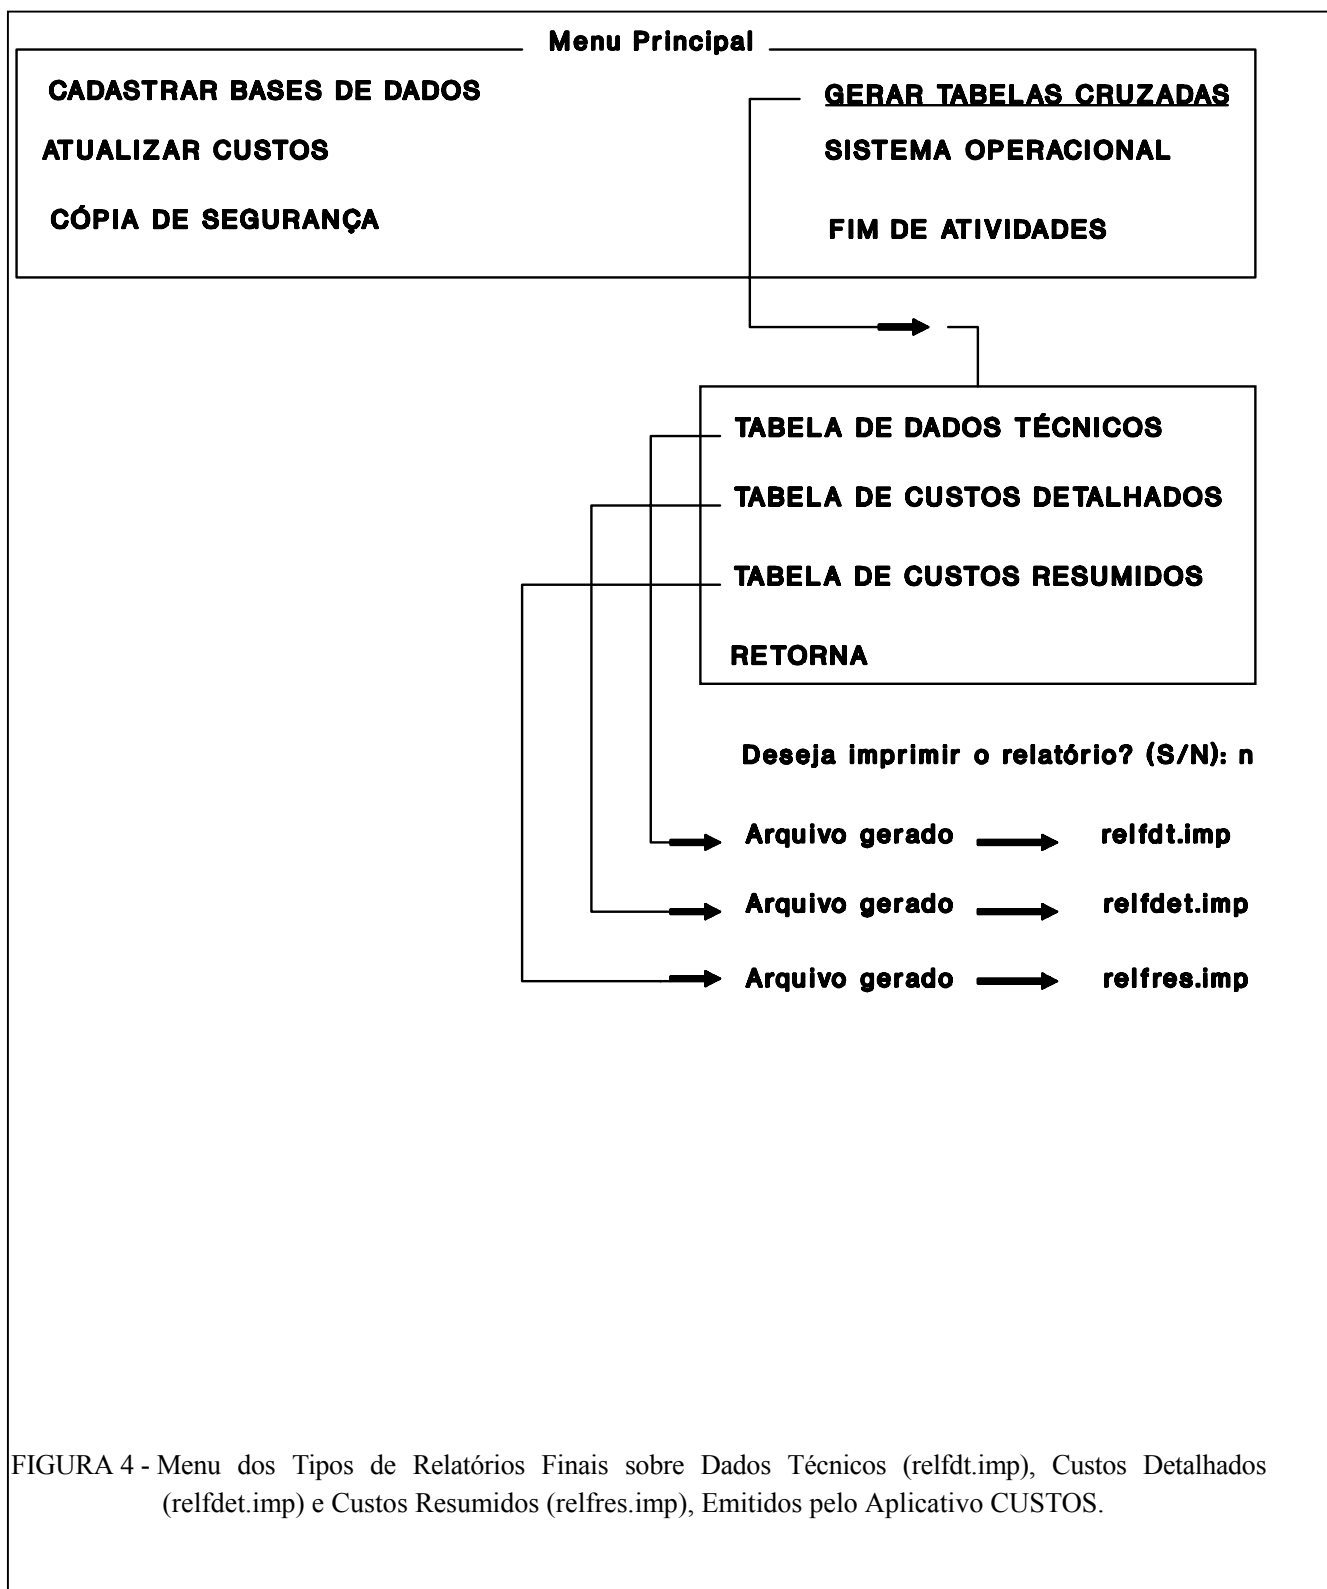 Menu Principal
CADASTRAR BASES DE DADOS
GERAR TABELAS CRUZADAS
ATUALIZAR CUSTOS
SISTEMA OPERACIONAL
CÓPIA DE SEGURANÇA
FIM DE ATIVIDADES
TABELA DE DADOS TÉCNICOS
TABELA DE CUSTOS DETALHADOS
TABELA DE CUSTOS RESUMIDOS
RETORNA
Deseja imprimir o relatório? (S/N): n
Arquivo gerado relfdt.imp
Arquivo gerado relfdet.imp
Arquivo gerado relfres.imp
FIGURA 4 - Menu dos Tipos de Relatórios Finais sobre Dados Técnicos (relfdt.imp), Custos Detalhados
(relfdet.imp) e Custos Resumidos (relfres.imp), Emitidos pelo Aplicativo CUSTOS.